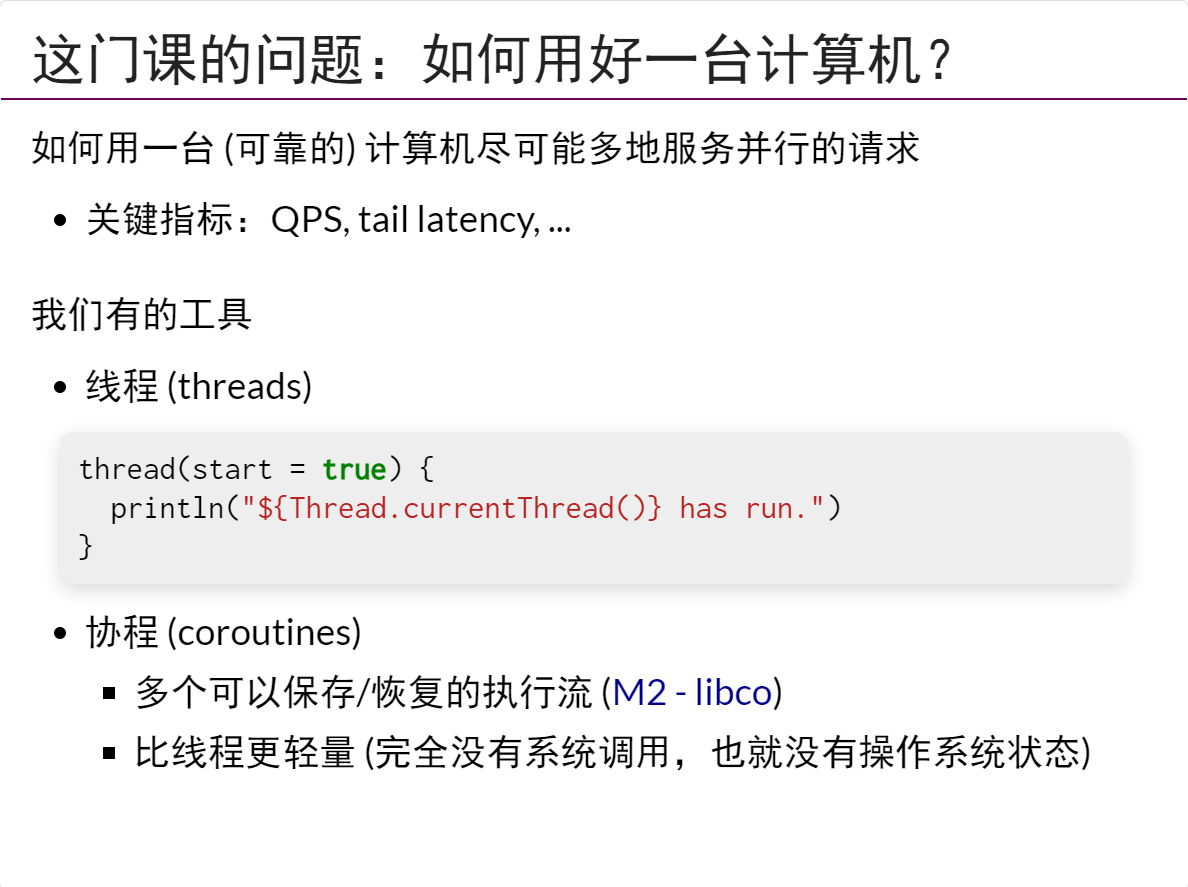 这门课的问题：如何用好一台计算机？
如何用一台 (可靠的) 计算机尽可能多地服务并行的请求
• 关键指标：QPS, tail latency, ...
我们有的工具
• 线程 (threads)
thread(start = true) {
  println("${Thread.currentThread()} has run.")
}
• 协程 (coroutines)
▪ 多个可以保存/恢复的执行流 (M2 - libco)
▪ 比线程更轻量 (完全没有系统调用，也就没有操作系统状态)